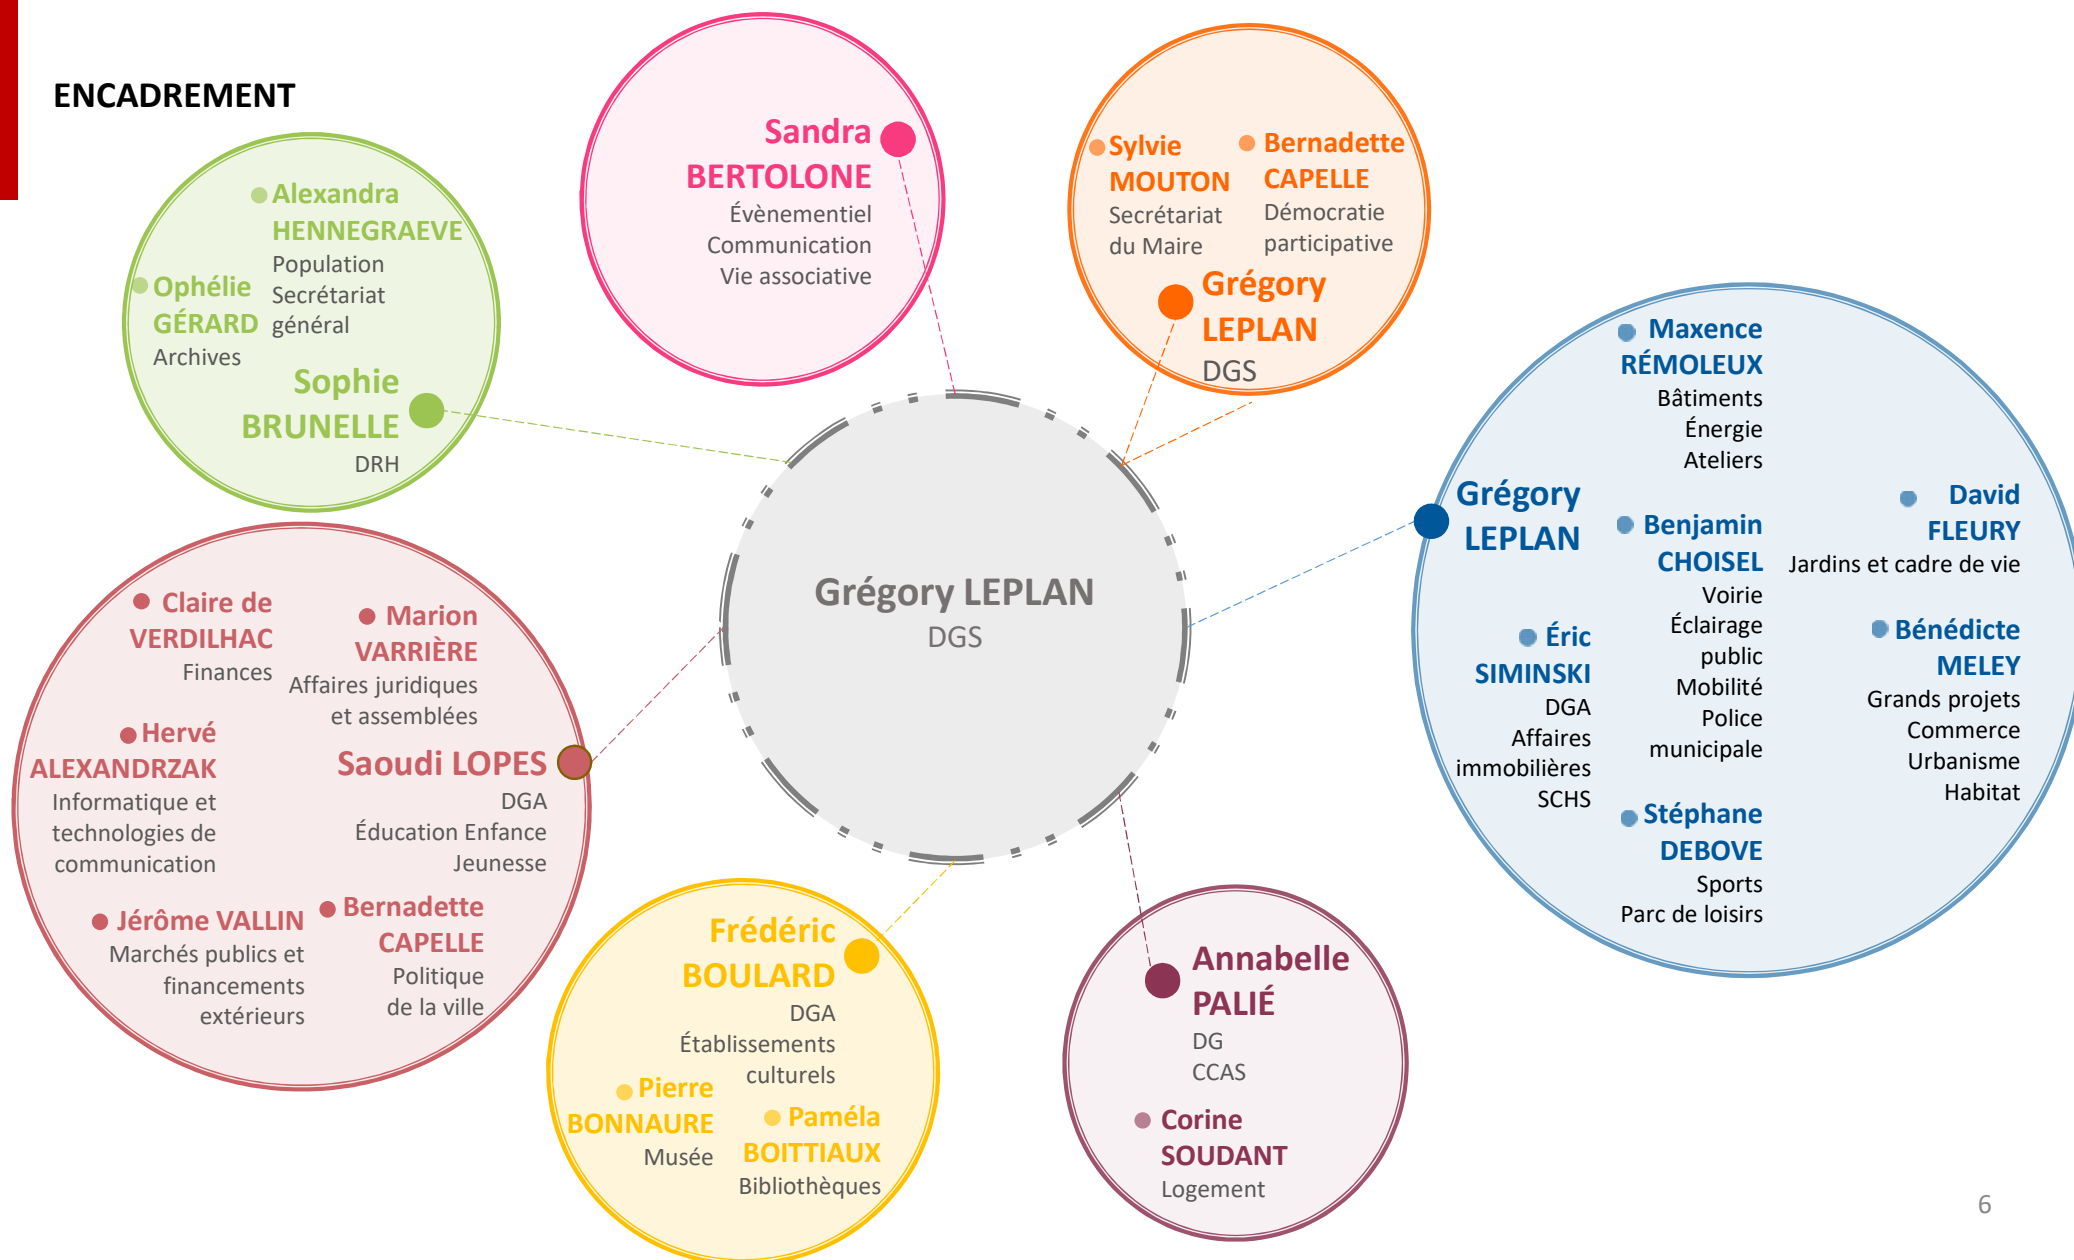 ENCADREMENT
Alexandra
HENNEGRAEVE
Population
Secrétariat
général
Ophélie
GÉRARD
Archives
Sophie
BRUNELLE
DRH
Sandra
BERTOLONE
Évènementiel
Communication
Vie associative
Sylvie
MOUTON
Secrétariat
du Maire
Bernadette
CAPELLE
Démocratie
participative
Grégory
LEPLAN
DGS
Grégory LEPLAN
DGS
Grégory
LEPLAN
Maxence
RÉMOLEUX
Bâtiments
Énergie
Ateliers
David
FLEURY
Jardins et cadre de vie
Benjamin
CHOISEL
Voirie
Éclairage
public
Mobilité
Police
municipale
Éric
SIMINSKI
DGA
Affaires
immobilières
SCHS
Bénédicte
MELEY
Grands projets
Commerce
Urbanisme
Habitat
Stéphane
DEBOVE
Sports
Parc de loisirs
Claire de
VERDILHAC
Finances
Marion
VARRIÈRE
Affaires juridiques
et assemblées
Hervé
ALEXANDRZAK
Informatique et
technologies de
communication
Saoudi LOPES
DGA
Éducation Enfance
Jeunesse
Jérôme VALLIN
Marchés publics et
financements
extérieurs
Bernadette
CAPELLE
Politique
de la ville
Frédéric
BOULARD
DGA
Établissements
culturels
Pierre
BONNAURE
Musée
Paméla
BOITTIAUX
Bibliothèques
Annabelle
PALIÉ
DG
CCAS
Corine
SOUDANT
Logement
6